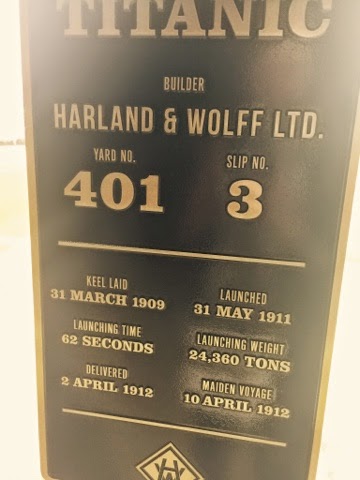 TITANIC
BUILDER
HARLAND & WOLFF LTD.
YARD NO.
401
SLIP NO.
3
KEEL LAID
31 MARCH 1909
LAUNCHED
31 MAY 1911
LAUNCHING TIME
62 SECONDS
LAUNCHING WEIGHT
24,360 TONS
DELIVERED
2 APRIL 1912
MAIDEN VOYAGE
10 APRIL 1912